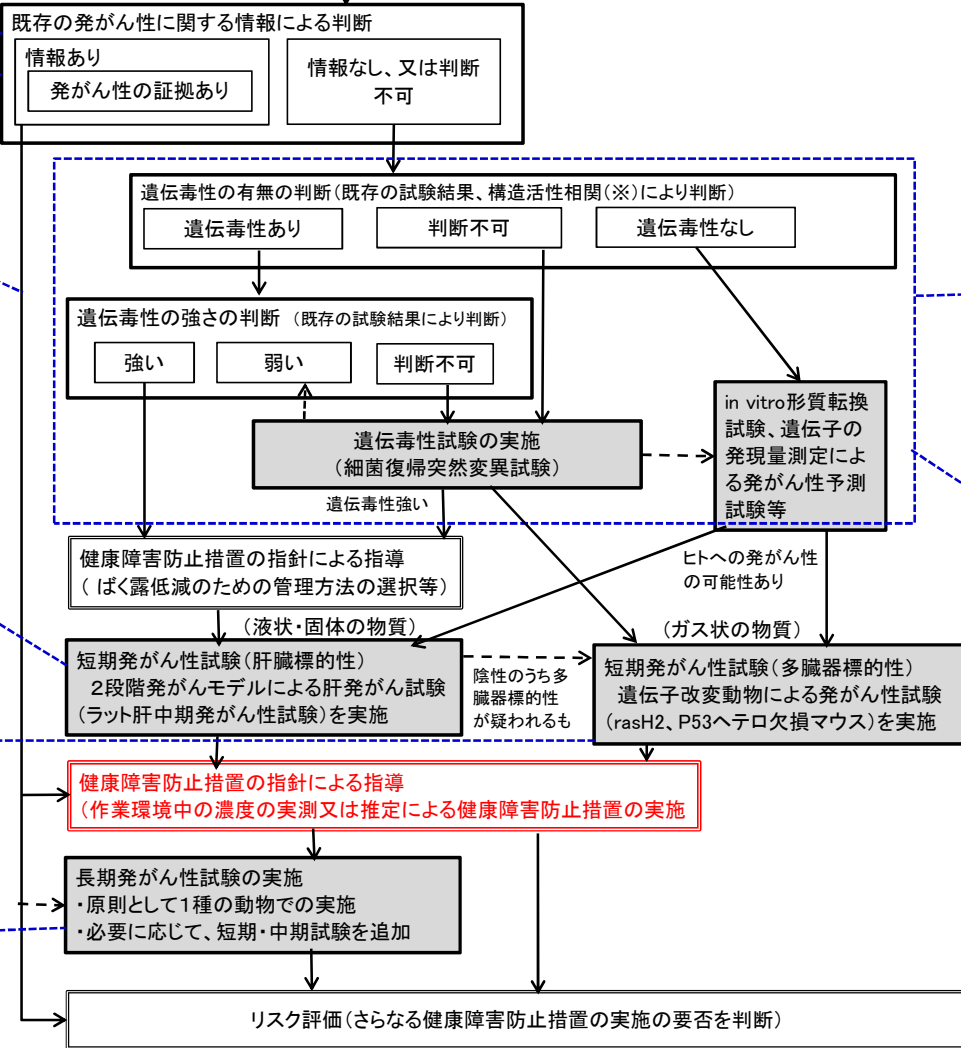 既存の発がん性に関する情報による判断
情報あり
発がん性の証拠あり
情報なし、又は判断
不可
遺伝毒性の有無の判断(既存の試験結果、構造活性相関(※)により判断)
遺伝毒性あり
判断不可
遺伝毒性なし
遺伝毒性の強さの判断 (既存の試験結果により判断)
強い
弱い
判断不可
遺伝毒性試験の実施
(細菌復帰突然変異試験)
in vitro形質転換
試験、遺伝子の
発現量測定によ
る発がん性予測
試験等
遺伝毒性強い
健康障害防止措置の指針による指導
( ばく露低減のための管理方法の選択等)
ヒトへの発がん性
の可能性あり
(液状・固体の物質)
(ガス状の物質)
短期発がん性試験(肝臓標的性)
2段階発がんモデルによる肝発がん試験
(ラット肝中期発がん性試験)を実施
陰性のうち多
臓器標的性
が疑われるも
短期発がん性試験(多臓器標的性)
遺伝子改変動物による発がん性試験
(rasH2、P53ヘテロ欠損マウス)を実施
健康障害防止措置の指針による指導
(作業環境中の濃度の実測又は推定による健康障害防止措置の実施
長期発がん性試験の実施
・原則として1種の動物での実施
・必要に応じて、短期・中期試験を追加
リスク評価(さらなる健康障害防止措置の実施の要否を判断)